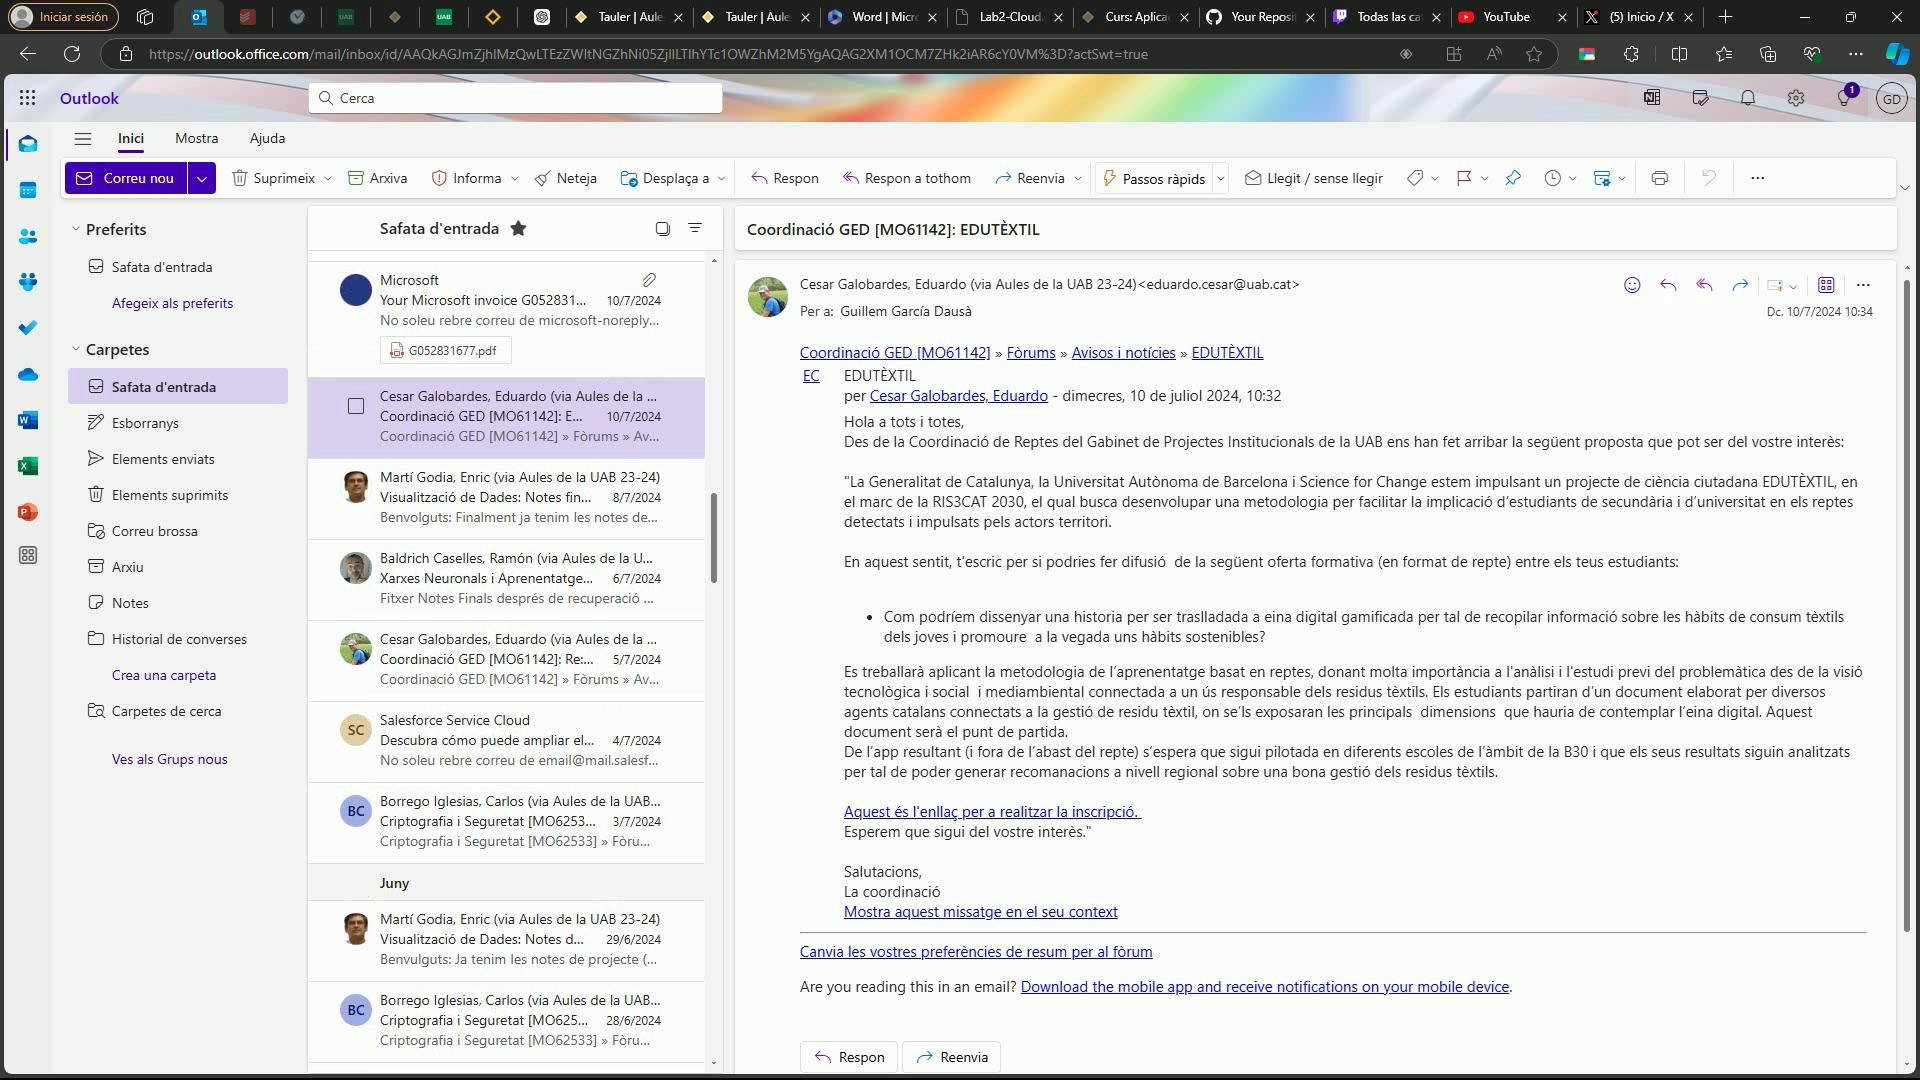 Iniciar sesión
Tauler | Aule
Tauler | Aule
Word | Micr
Lab2-Cloud.
Curs: Aplica
Your Reposi
Todas las ca
YouTube
(5) Inicio / X
https://outlook.office.com/mail/inbox/id/
%3D?actSwt=true
Outlook
Cerca
1
GD
Inici
Mostra
Ajuda
Correu nou
Suprimeix
Arxiva
Informa
Neteja
Desplaça a
Respon
Respon a tothom
Reenvia
Passos ràpids
Llegit / sense llegir
Preferits
Safata d'entrada
Afegeix als preferits
Carpetes
Safata d'entrada
Esborranys
Elements enviats
Elements suprimits
Correu brossa
Arxiu
Notes
Historial de converses
Crea una carpeta
Carpetes de cerca
Ves als Grups nous
Safata d'entrada
Microsoft
Your Microsoft invoice G052831... 10/7/2024
No soleu rebre correu de microsoft-noreply...
G052831677.pdf
Cesar Galobardes, Eduardo (via Aules de la ...
Coordinació GED [MO61142]: E... 10/7/2024
Coordinació GED [MO61142] » Fòrums » Av...
Martí Godia, Enric (via Aules de la UAB 23-24)
Visualització de Dades: Notes fin... 8/7/2024
Benvolguts: Finalment ja tenim les notes de...
Baldrich Caselles, Ramón (via Aules de la U...
Xarxes Neuronals i Aprenentatge... 6/7/2024
Fitxer Notes Finals després de recuperació ...
Cesar Galobardes, Eduardo (via Aules de la ...
Coordinació GED [MO61142]: Re:... 5/7/2024
Coordinació GED [MO61142] » Fòrums » Av...
SC
Salesforce Service Cloud
Descubra cómo puede ampliar el... 4/7/2024
No soleu rebre correu de email@mail.salesf...
BC
Borrego Iglesias, Carlos (via Aules de la UAB...
Criptografia i Seguretat [MO6253... 3/7/2024
Criptografia i Seguretat [MO62533] » Fòru...
Juny
Martí Godia, Enric (via Aules de la UAB 23-24)
Visualització de Dades: Notes d... 29/6/2024
Benvulguts: Ja tenim les notes de projecte (...
BC
Borrego Iglesias, Carlos (via Aules de la UAB...
Criptografia i Seguretat [MO625... 28/6/2024
Criptografia i Seguretat [MO62533] » Fòru...
Coordinació GED [MO61142]: EDUTÈXTIL
Cesar Galobardes, Eduardo (via Aules de la UAB 23-24)<eduardo.cesar@uab.cat>
Per a: Guillem García Dausà
Dc. 10/7/2024 10:34
Coordinació GED [MO61142] » Fòrums » Avisos i notícies » EDUTÈXTIL
EC EDUTÈXTIL
per Cesar Galobardes, Eduardo - dimecres, 10 de juliol 2024, 10:32
Hola a tots i totes,
Des de la Coordinació de Reptes del Gabinet de Projectes Institucionals de la UAB ens han fet arribar la següent proposta que pot ser del vostre interès:
"La Generalitat de Catalunya, la Universitat Autònoma de Barcelona i Science for Change estem impulsant un projecte de ciència ciutadana EDUTÈXTIL, en
el marc de la RIS3CAT 2030, el qual busca desenvolupar una metodologia per facilitar la implicació d'estudiants de secundària i d'universitat en els reptes
detectats i impulsats pels actors territori.
En aquest sentit, t'escric per si podries fer difusió de la següent oferta formativa (en format de repte) entre els teus estudiants:
• Com podríem dissenyar una historia per ser traslladada a eina digital gamificada per tal de recopilar informació sobre les hàbits de consum tèxtils
dels joves i promoure a la vegada uns hàbits sostenibles?
Es treballarà aplicant la metodologia de l'aprenentatge basat en reptes, donant molta importància a l'anàlisi i l'estudi previ del problemàtica des de la visió
tecnològica i social i mediambiental connectada a un ús responsable dels residus tèxtils. Els estudiants partiran d'un document elaborat per diversos
agents catalans connectats a la gestió de residu tèxtil, on se'ls exposaran les principals dimensions que hauria de contemplar l'eina digital. Aquest
document serà el punt de partida.
De l'app resultant (i fora de l'abast del repte) s'espera que sigui pilotada en diferents escoles de l'àmbit de la B30 i que els seus resultats siguin analitzats
per tal de poder generar recomanacions a nivell regional sobre una bona gestió dels residus tèxtils.
Aquest és l'enllaç per a realitzar la inscripció.
Esperem que sigui del vostre interès."
Salutacions,
La coordinació
Mostra aquest missatge en el seu context
Canvia les vostres preferències de resum per al fòrum
Are you reading this in an email? Download the mobile app and receive notifications on your mobile device.
Respon
Reenvia